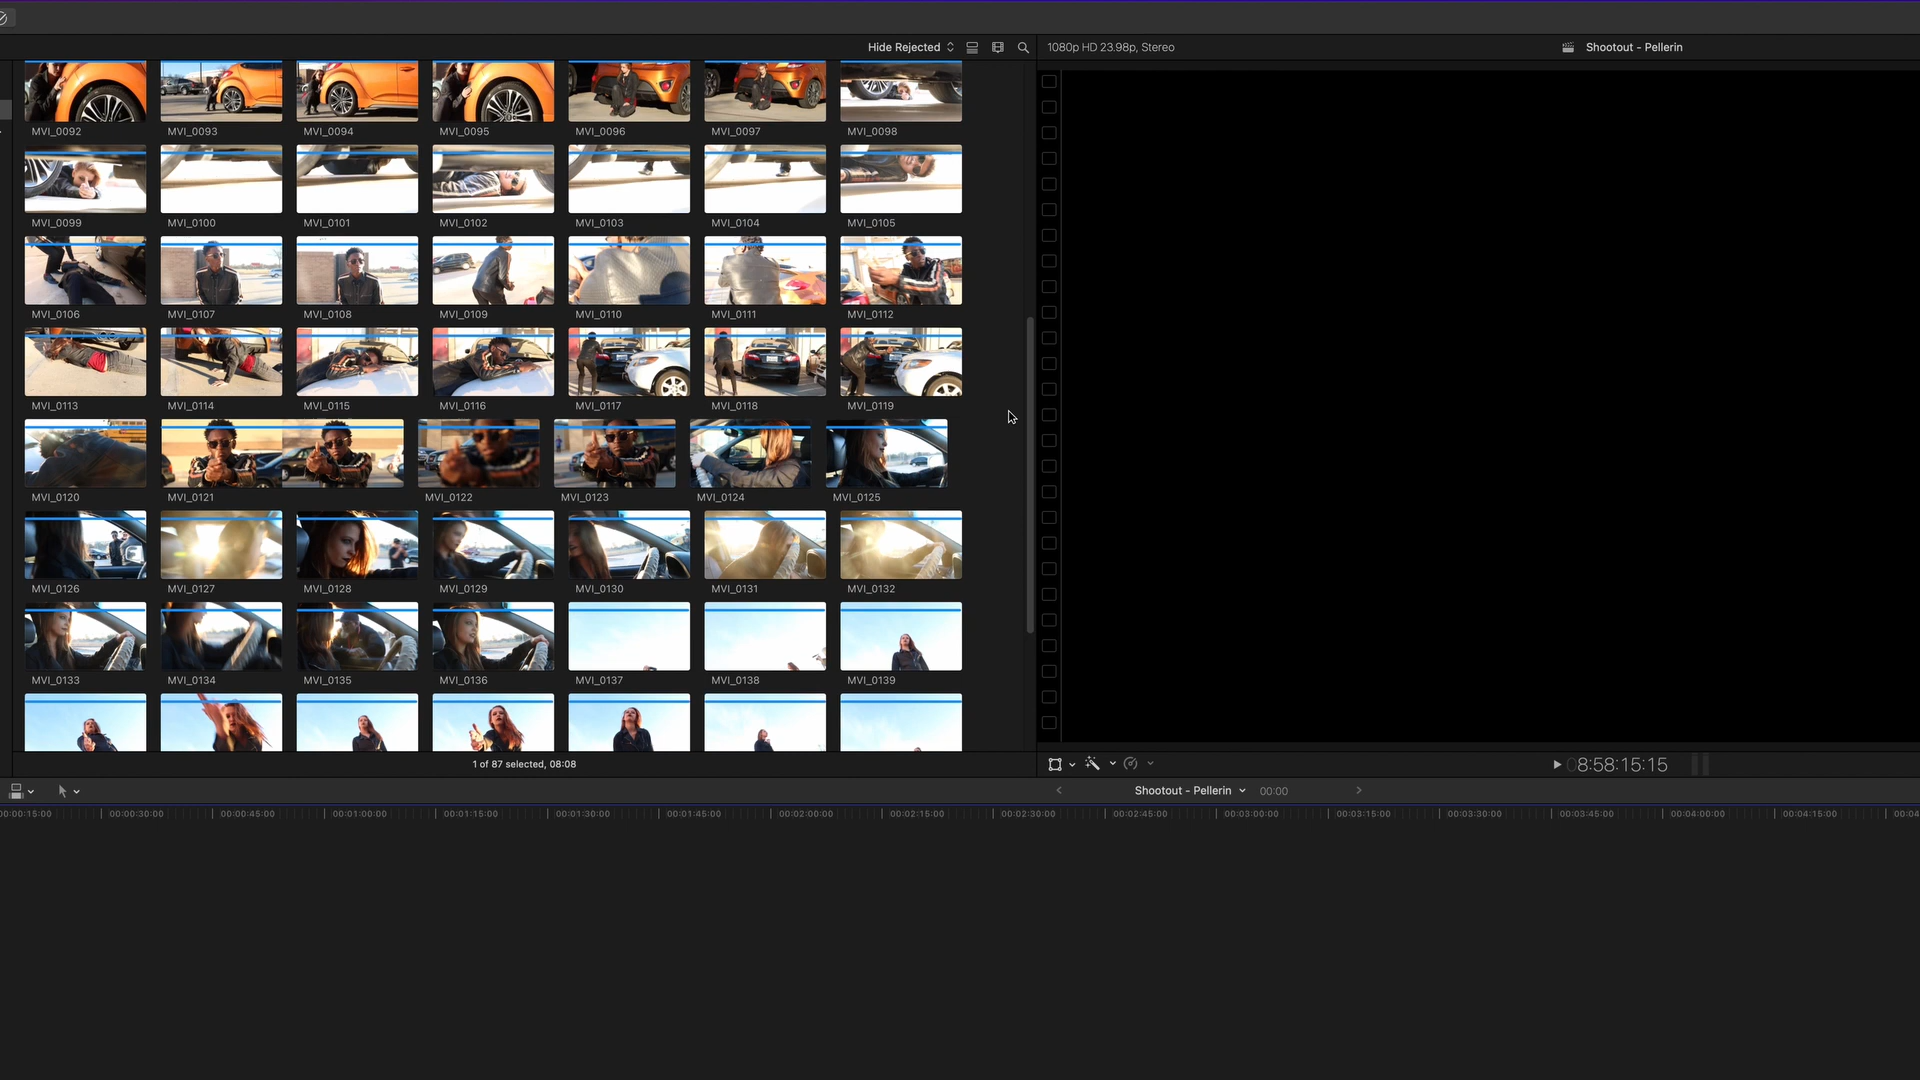 Hide Rejected
1080p HD 23.98p, Stereo
Shootout - Pellerin
MVI_0092 MVI_0093 MVI_0094 MVI_0095 MVI_0096 MVI_0097 MVI_0098
MVI_0099 MVI_0100 MVI_0101 MVI_0102 MVI_0103 MVI_0104 MVI_0105
MVI_0106 MVI_0107 MVI_0108 MVI_0109 MVI_0110 MVI_0111 MVI_0112
MVI_0113 MVI_0114 MVI_0115 MVI_0116 MVI_0117 MVI_0118 MVI_0119
MVI_0120 MVI_0121 MVI_0122 MVI_0123 MVI_0124 MVI_0125
MVI_0126 MVI_0127 MVI_0128 MVI_0129 MVI_0130 MVI_0131 MVI_0132
MVI_0133 MVI_0134 MVI_0135 MVI_0136 MVI_0137 MVI_0138 MVI_0139
1 of 87 selected, 08:08
08:58:15:15
Shootout - Pellerin 00:00
00:00:15:00 00:00:30:00 00:00:45:00 00:01:00:00 00:01:15:00 00:01:30:00 00:01:45:00 00:02:00:00 00:02:15:00 00:02:30:00 00:02:45:00 00:03:00:00 00:03:15:00 00:03:30:00 00:03:45:00 00:04:00:00 00:04:15:00 00:04